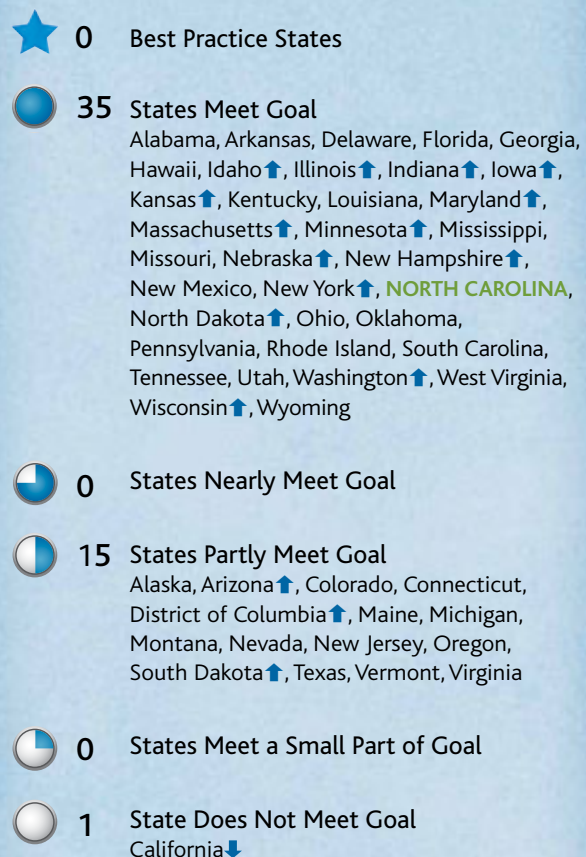 0 Best Practice States
35 States Meet Goal
Alabama, Arkansas, Delaware, Florida, Georgia,
Hawaii, Idaho⬆, Illinois⬆, Indiana⬆, Iowa⬆,
Kansas⬆, Kentucky, Louisiana, Maryland⬆,
Massachusetts⬆, Minnesota⬆, Mississippi,
Missouri, Nebraska⬆, New Hampshire⬆,
New Mexico, New York⬆, NORTH CAROLINA,
North Dakota⬆, Ohio, Oklahoma,
Pennsylvania, Rhode Island, South Carolina,
Tennessee, Utah, Washington⬆, West Virginia,
Wisconsin⬆, Wyoming
0 States Nearly Meet Goal
15 States Partly Meet Goal
Alaska, Arizona⬆, Colorado, Connecticut,
District of Columbia⬆, Maine, Michigan,
Montana, Nevada, New Jersey, Oregon,
South Dakota⬆, Texas, Vermont, Virginia
0 States Meet a Small Part of Goal
1 State Does Not Meet Goal
California⬇